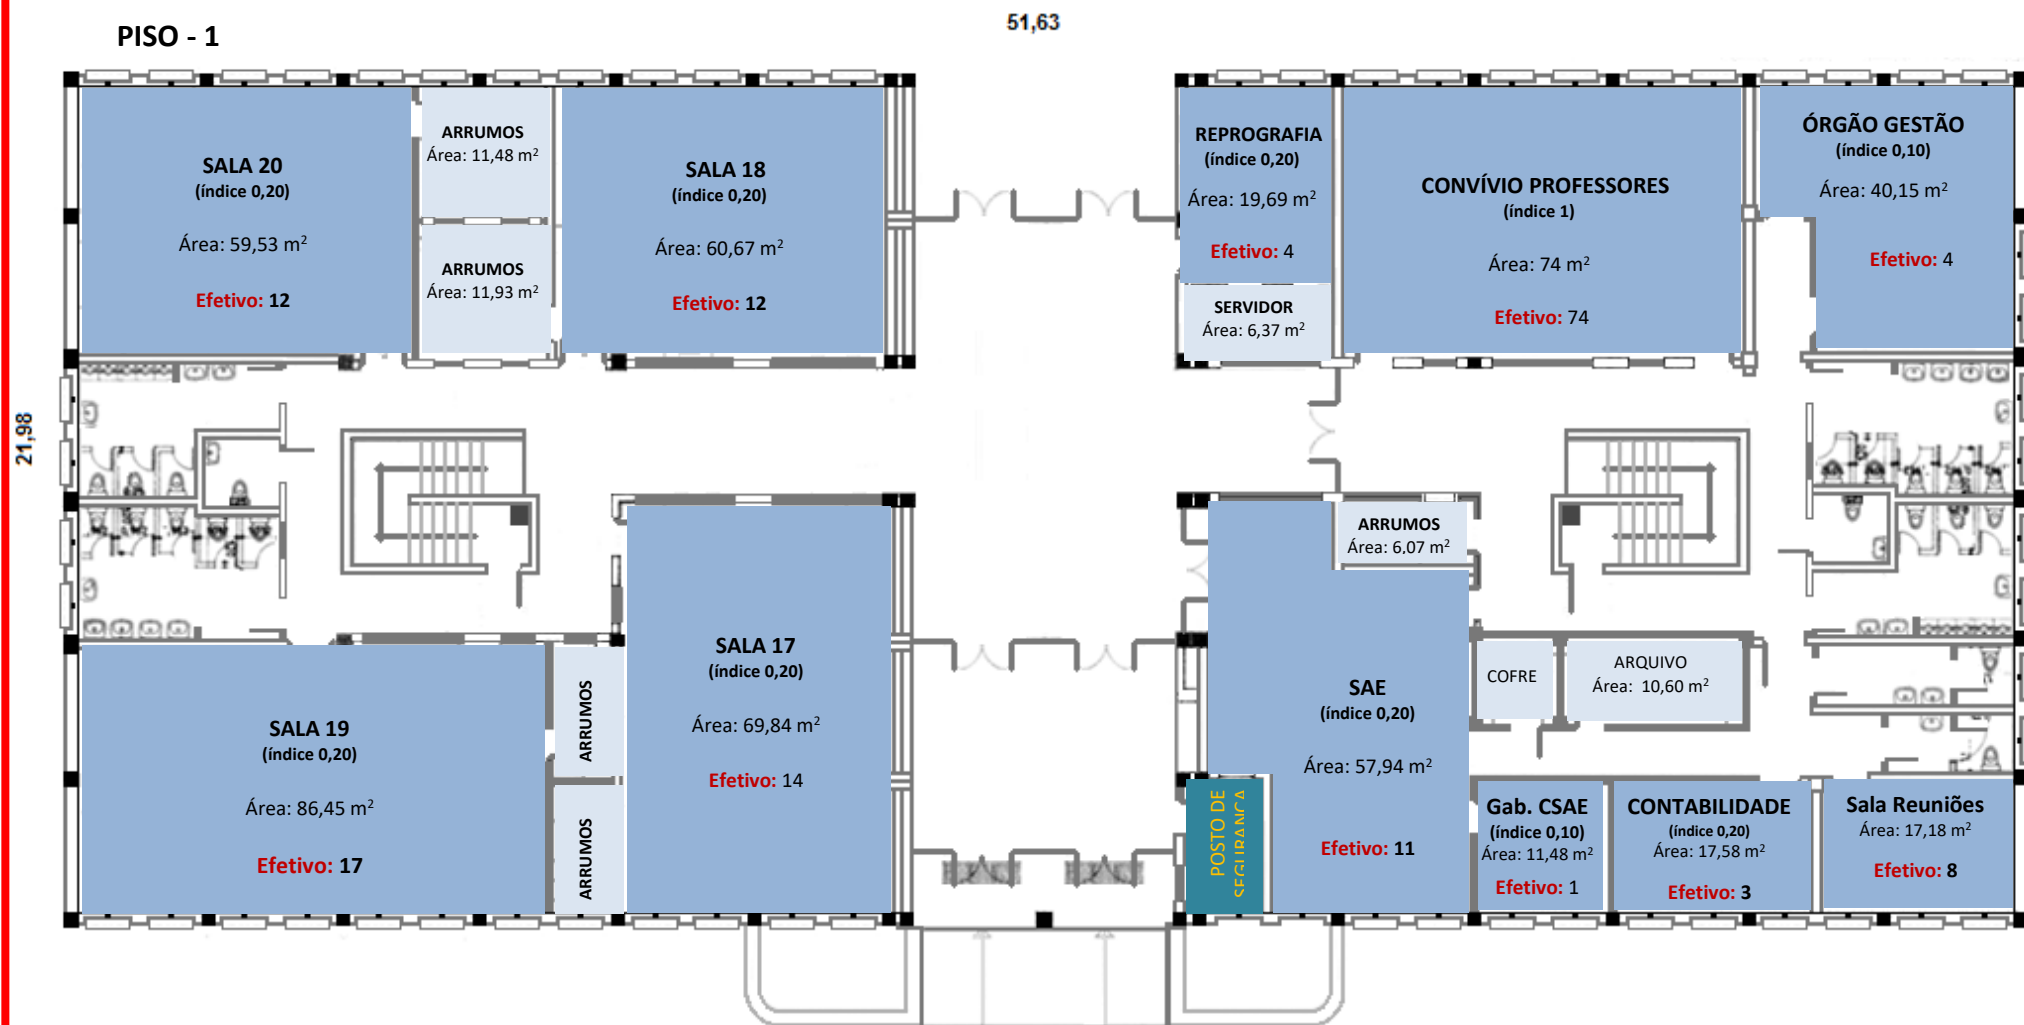 51,63
PISO - 1
21,98
SALA 20
(índice 0,20)
Área: 59,53 m²
Efetivo: 12
ARRUMOS
Área: 11,48 m²
ARRUMOS
Área: 11,93 m²
SALA 18
(índice 0,20)
Área: 60,67 m²
Efetivo: 12
REPROGRAFIA
(índice 0,20)
Área: 19,69 m²
Efetivo: 4
SERVIDOR
Área: 6,37 m²
CONVÍVIO PROFESSORES
(índice 1)
Área: 74 m²
Efetivo: 74
ÓRGÃO GESTÃO
(índice 0,10)
Área: 40,15 m²
Efetivo: 4
SALA 19
(índice 0,20)
Área: 86,45 m²
Efetivo: 17
ARRUMOS
ARRUMOS
SALA 17
(índice 0,20)
Área: 69,84 m²
Efetivo: 14
ARRUMOS
Área: 6,07 m²
SAE
(índice 0,20)
Área: 57,94 m²
Efetivo: 11
POSTO DE
SEGURANÇA
COFRE
ARQUIVO
Área: 10,60 m²
Gab. CSAE
(índice 0,10)
Área: 11,48 m²
Efetivo: 1
CONTABILIDADE
(índice 0,20)
Área: 17,58 m²
Efetivo: 3
Sala Reuniões
Área: 17,18 m²
Efetivo: 8